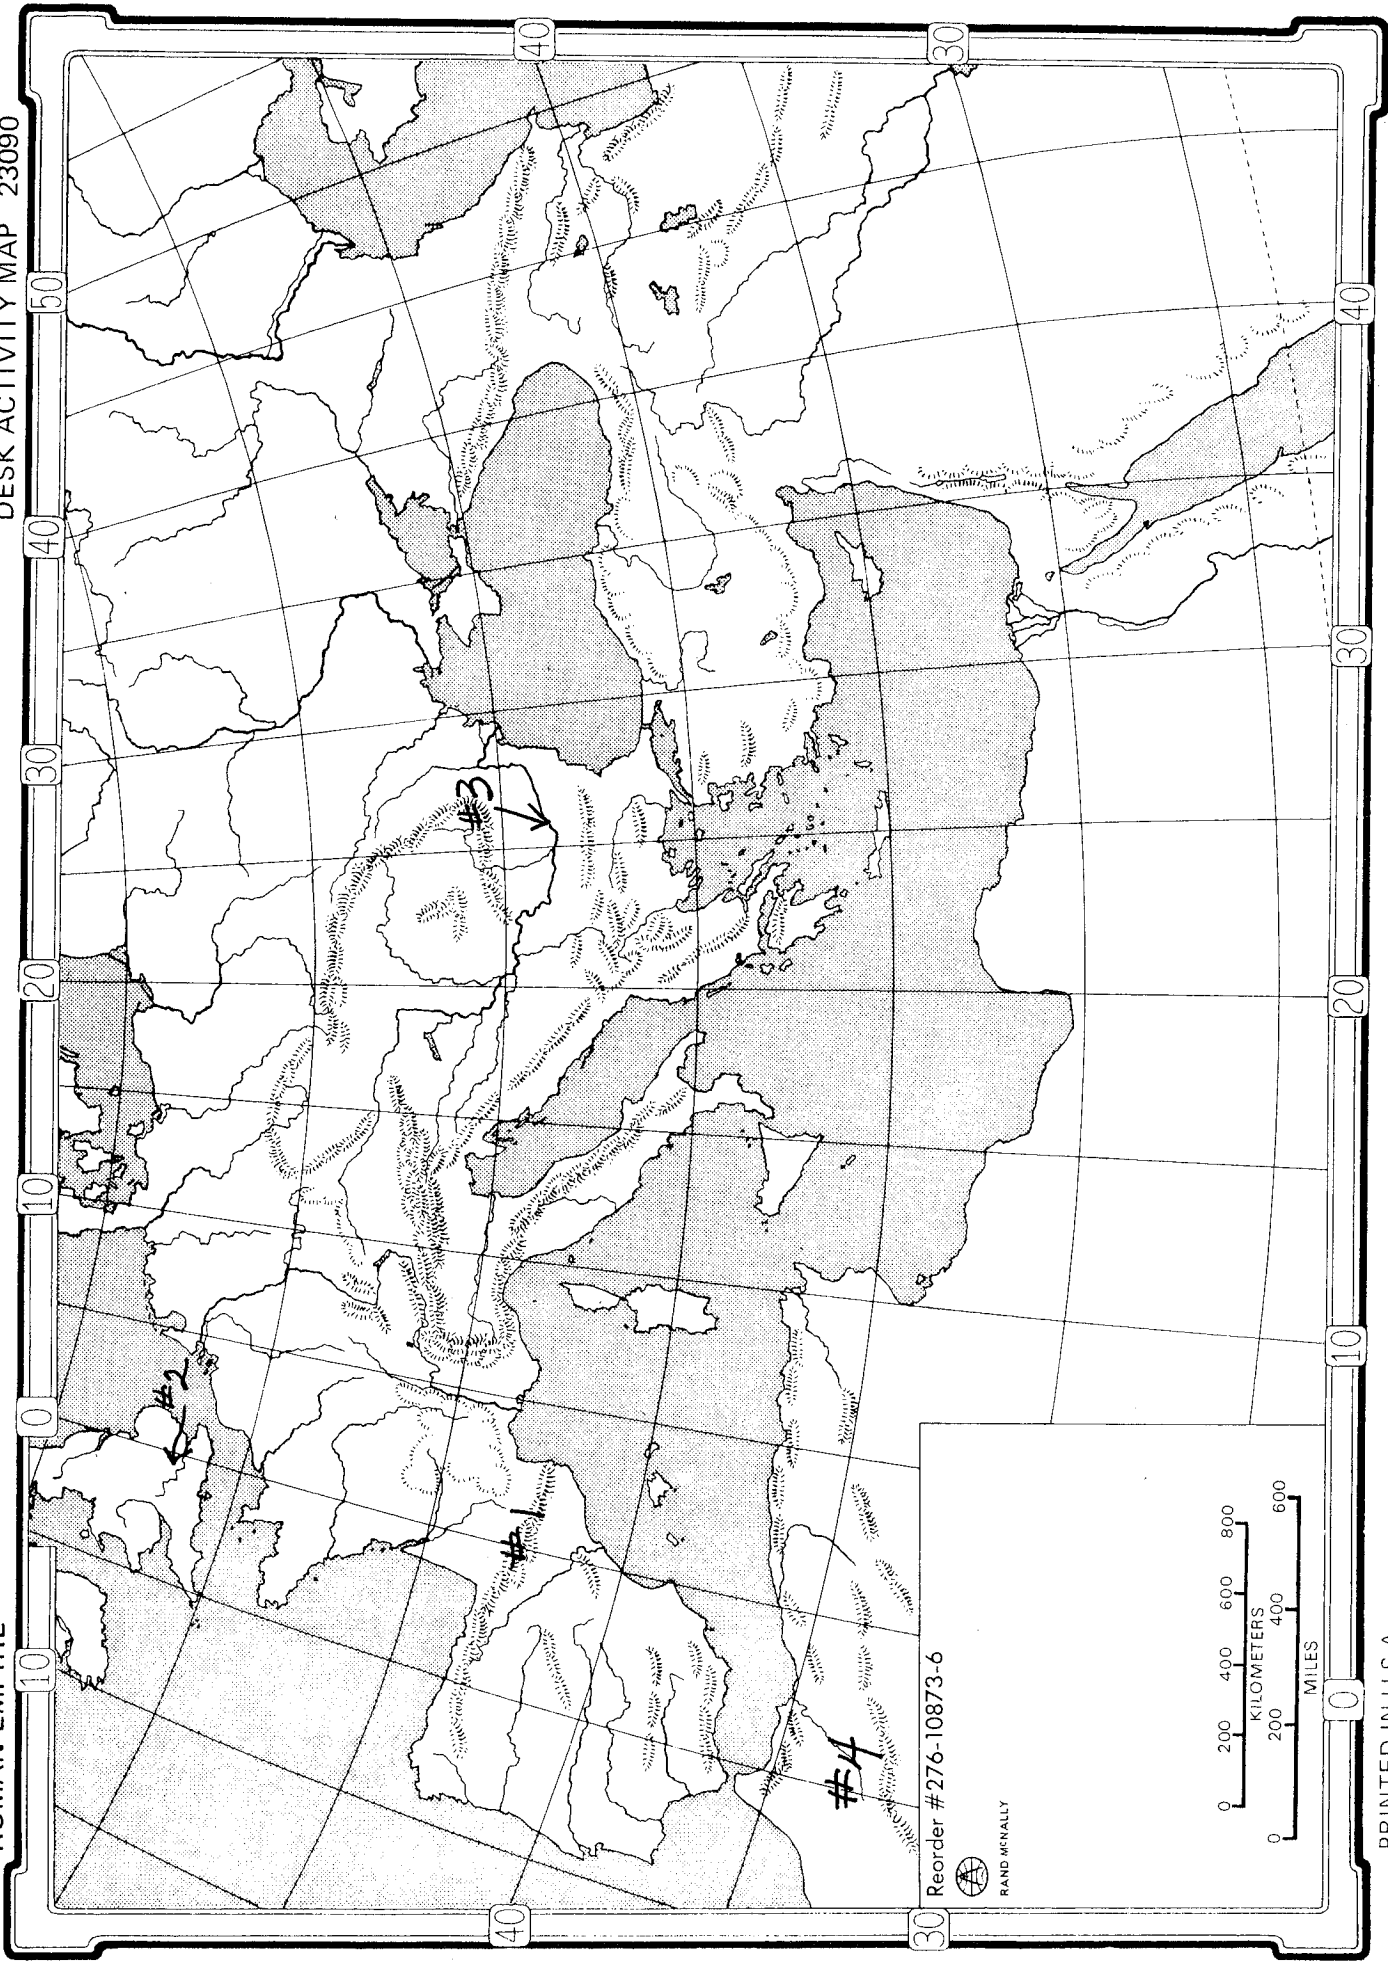 DESK ACTIVITY MAP 23090
ROMAN EMPIRE
10
0
10
20
30
40
50
40
30
40
30
40
30
20
10
0
#1
#2
#3
#4
Reorder #276-10873-6
RAND MCNALLY
0 200 400 600 800
KILOMETERS
0 200 400 600
MILES
PRINTED IN U.S.A.